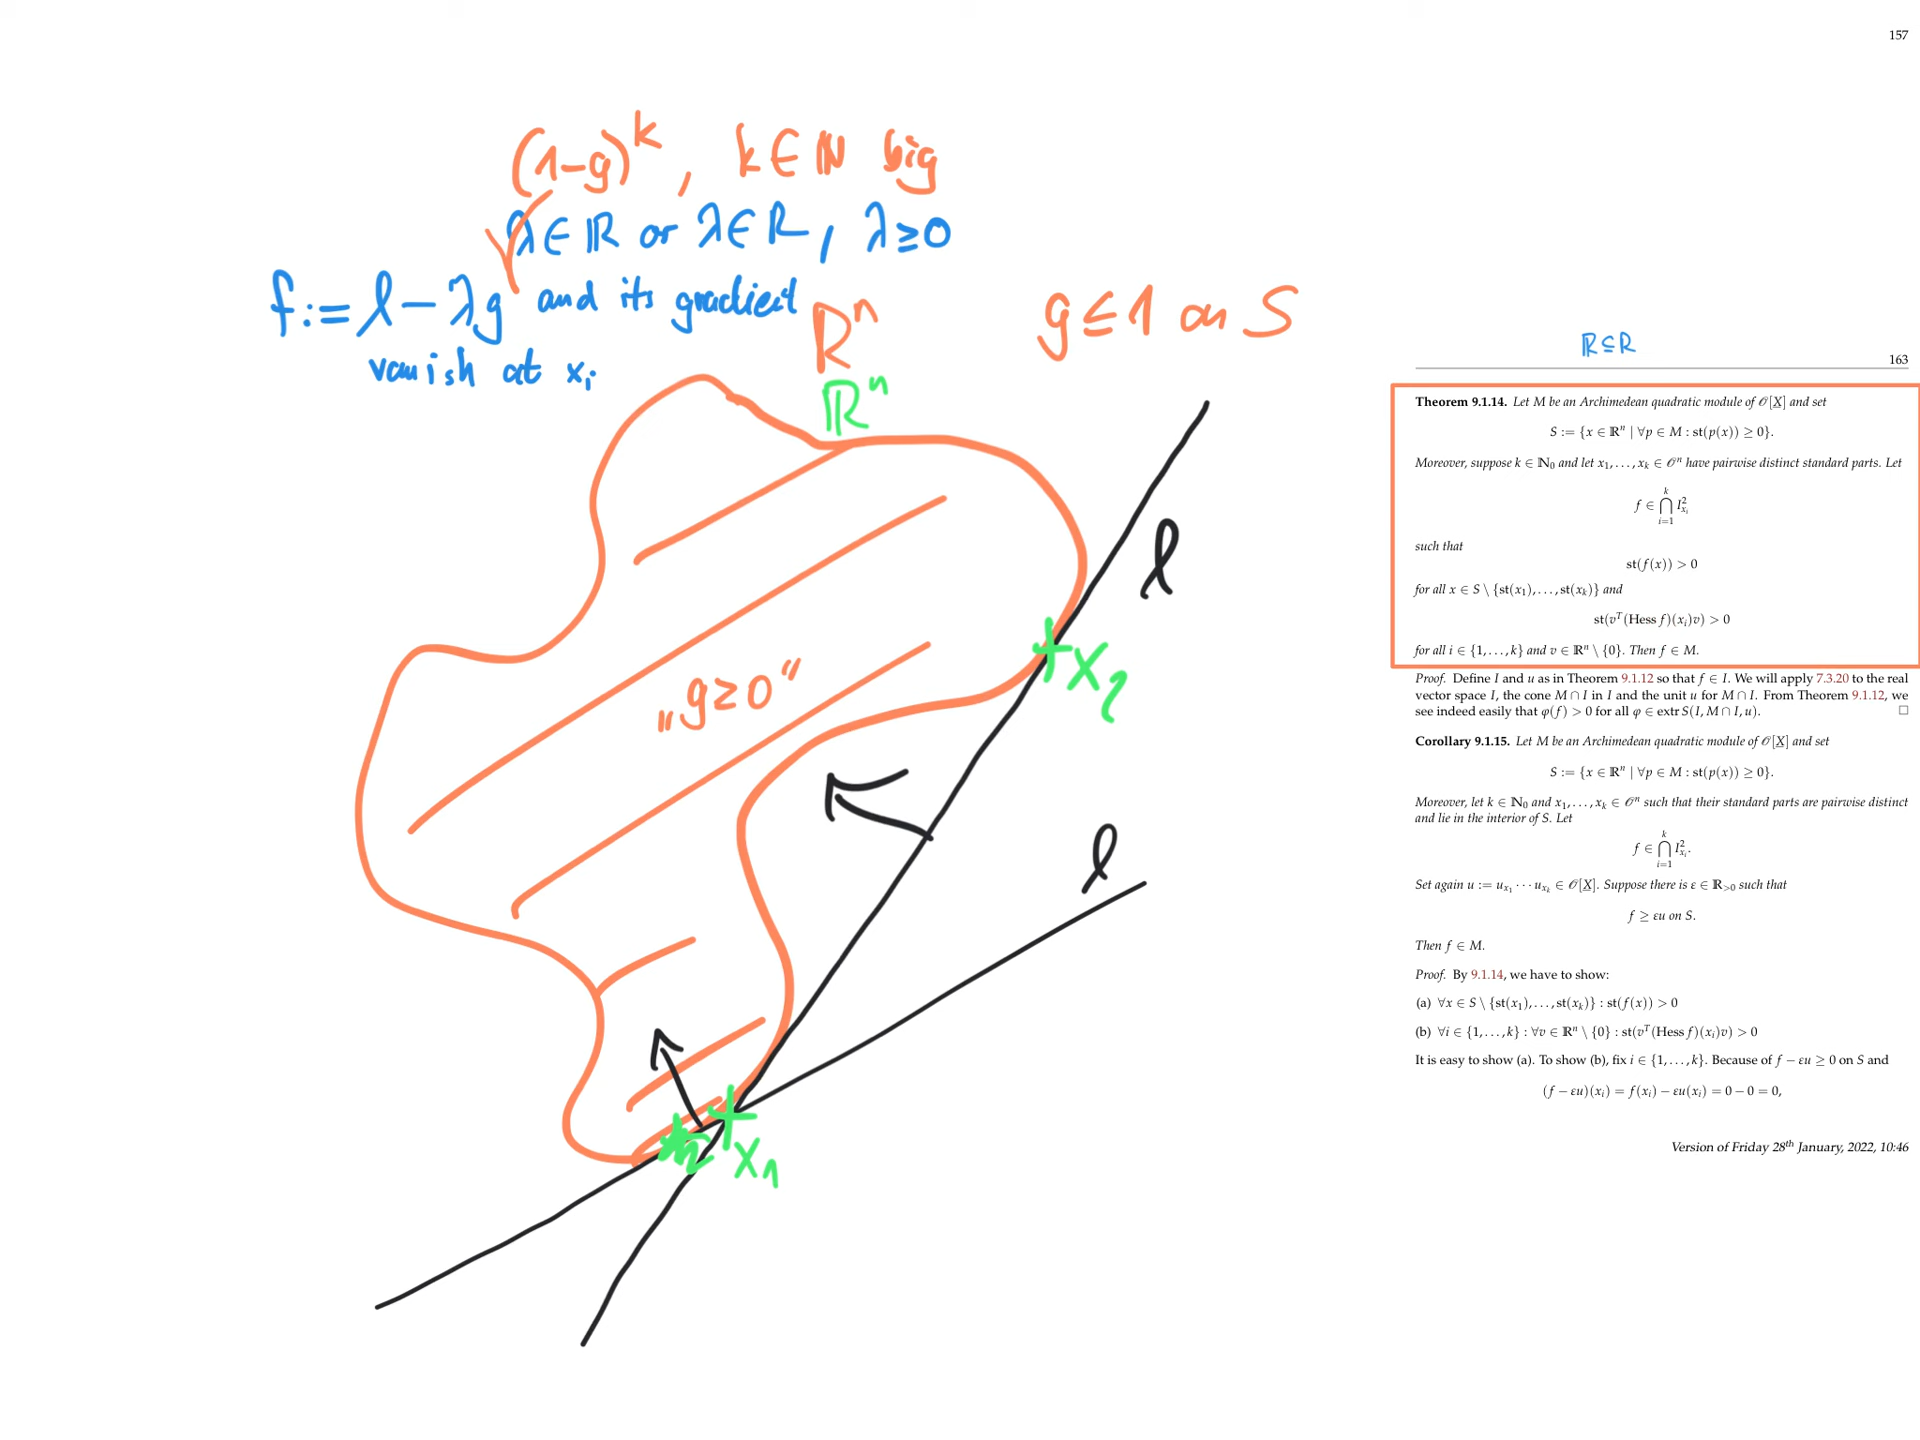 157
(1-g)^k, k ∈ ℕ big
λ ∈ ℝ or λ ∈ R, λ ≥ 0
f := l - λg and its gradient
vanish at x_i
R^n
ℝ^n
g ≤ 1 on S
l
x_2
"g ≥ 0"
l
x_1
ℝ ⊆ R
163
Theorem 9.1.14. Let M be an Archimedean quadratic module of 𝒪[X] and set
S := {x ∈ ℝ^n | ∀p ∈ M : st(p(x)) ≥ 0}.
Moreover, suppose k ∈ ℕ_0 and let x_1, . . . , x_k ∈ 𝒪^n have pairwise distinct standard parts. Let
f ∈ ⋂_{i=1}^{k} I_{x_i}^2
such that
st(f(x)) > 0
for all x ∈ S \ {st(x_1), . . . , st(x_k)} and
st(v^T(Hess f)(x_i)v) > 0
for all i ∈ {1, . . . , k} and v ∈ ℝ^n \ {0}. Then f ∈ M.
Proof. Define I and u as in Theorem 9.1.12 so that f ∈ I. We will apply 7.3.20 to the real
vector space I, the cone M ∩ I in I and the unit u for M ∩ I. From Theorem 9.1.12, we
see indeed easily that φ(f) > 0 for all φ ∈ extr S(I, M ∩ I, u). □
Corollary 9.1.15. Let M be an Archimedean quadratic module of 𝒪[X] and set
S := {x ∈ ℝ^n | ∀p ∈ M : st(p(x)) ≥ 0}.
Moreover, let k ∈ ℕ_0 and x_1, . . . , x_k ∈ 𝒪^n such that their standard parts are pairwise distinct
and lie in the interior of S. Let
f ∈ ⋂_{i=1}^{k} I_{x_i}^2.
Set again u := u_{x_1} · · · u_{x_k} ∈ 𝒪[X]. Suppose there is ε ∈ ℝ_{>0} such that
f ≥ εu on S.
Then f ∈ M.
Proof. By 9.1.14, we have to show:
(a) ∀x ∈ S \ {st(x_1), . . . , st(x_k)} : st(f(x)) > 0
(b) ∀i ∈ {1, . . . , k} : ∀v ∈ ℝ^n \ {0} : st(v^T(Hess f)(x_i)v) > 0
It is easy to show (a). To show (b), fix i ∈ {1, . . . , k}. Because of f − εu ≥ 0 on S and
(f − εu)(x_i) = f(x_i) − εu(x_i) = 0 − 0 = 0,
Version of Friday 28th January, 2022, 10:46